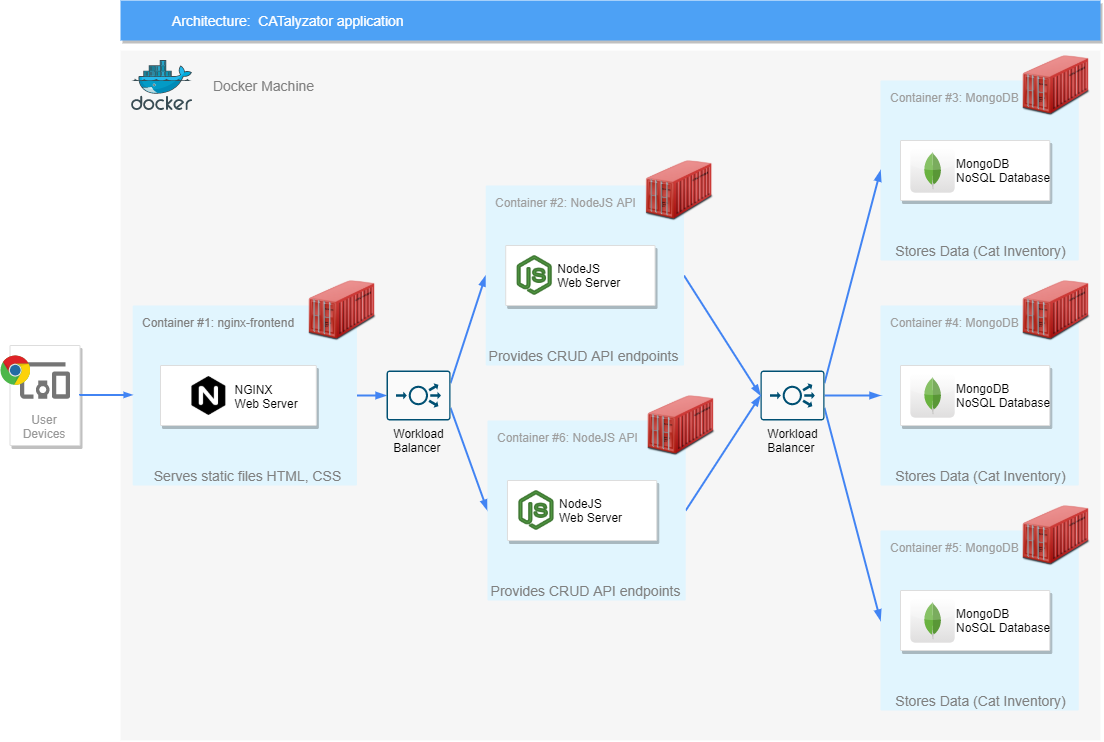 Architecture: CATalyzator application
docker
Docker Machine
User
Devices
Container #1: nginx-frontend
NGINX
Web Server
Serves static files HTML, CSS
Workload
Balancer
Container #2: NodeJS API
JS
NodeJS
Web Server
Provides CRUD API endpoints
Container #6: NodeJS API
JS
NodeJS
Web Server
Provides CRUD API endpoints
Workload
Balancer
Container #3: MongoDB
MongoDB
NoSQL Database
Stores Data (Cat Inventory)
Container #4: MongoDB
MongoDB
NoSQL Database
Stores Data (Cat Inventory)
Container #5: MongoDB
MongoDB
NoSQL Database
Stores Data (Cat Inventory)